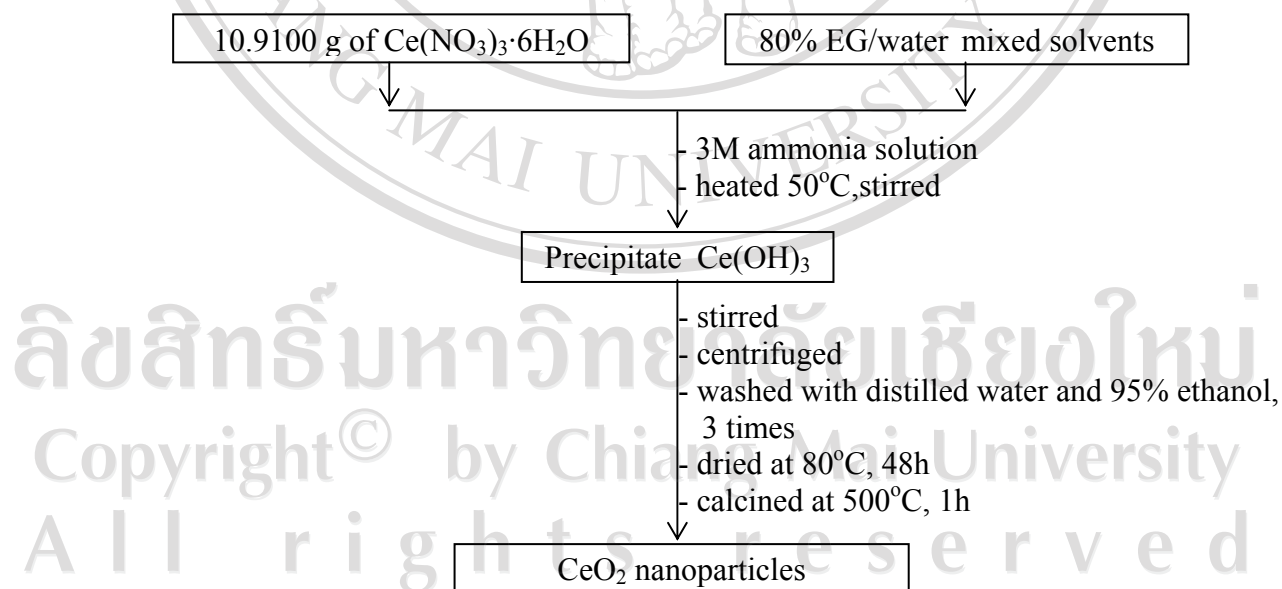 10.9100 g of Ce(NO₃)₃·6H₂O
80% EG/water mixed solvents
ING MAI UNIVERSITY
- 3M ammonia solution
- heated 50°C,stirred
Precipitate Ce(OH)₃
- stirred
- centrifuged
- washed with distilled water and 95% ethanol,
3 times
- dried at 80°C, 48h
- calcined at 500°C, 1h
CeO₂ nanoparticles
ลิขสิทธิ์มหาวิทยาลัยเชียงใหม่
Copyright© by Chiang Mai University
All rights reserved